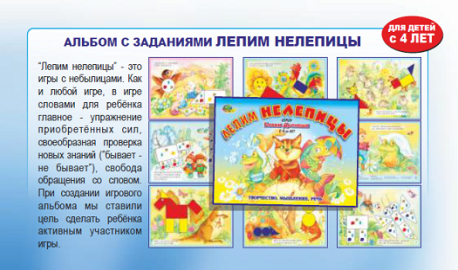 АЛЬБОМ С ЗАДАНИЯМИ ЛЕПИМ НЕЛЕПИЦЫ
ДЛЯ ДЕТЕЙ
с 4 ЛЕТ
"Лепим нелепицы" - это
игры с небылицами. Как
и любой игре, в игре
словами для ребёнка
главное - упражнение
приобретённых сил,
своеобразная проверка
новых знаний ("бывает -
не бывает"), свобода
обращения со словом.
При создании игрового
альбома мы ставили
цель сделать ребёнка
активным участником
игры.
ЛЕПИМ НЕЛЕПИЦЫ
ТВОРЧЕСТВО, МЫШЛЕНИЕ, РЕЧЬ